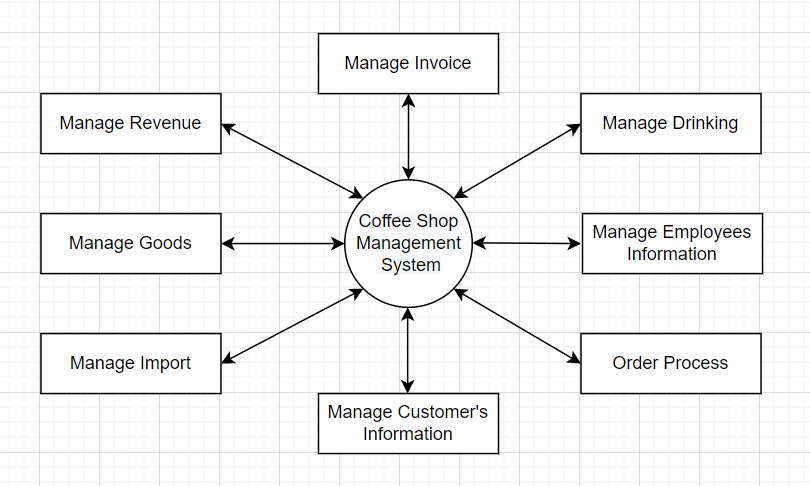 Manage Invoice
Manage Revenue
Manage Drinking
Manage Goods
Coffee Shop
Management
System
Manage Employees
Information
Manage Import
Manage Customer's
Information
Order Process